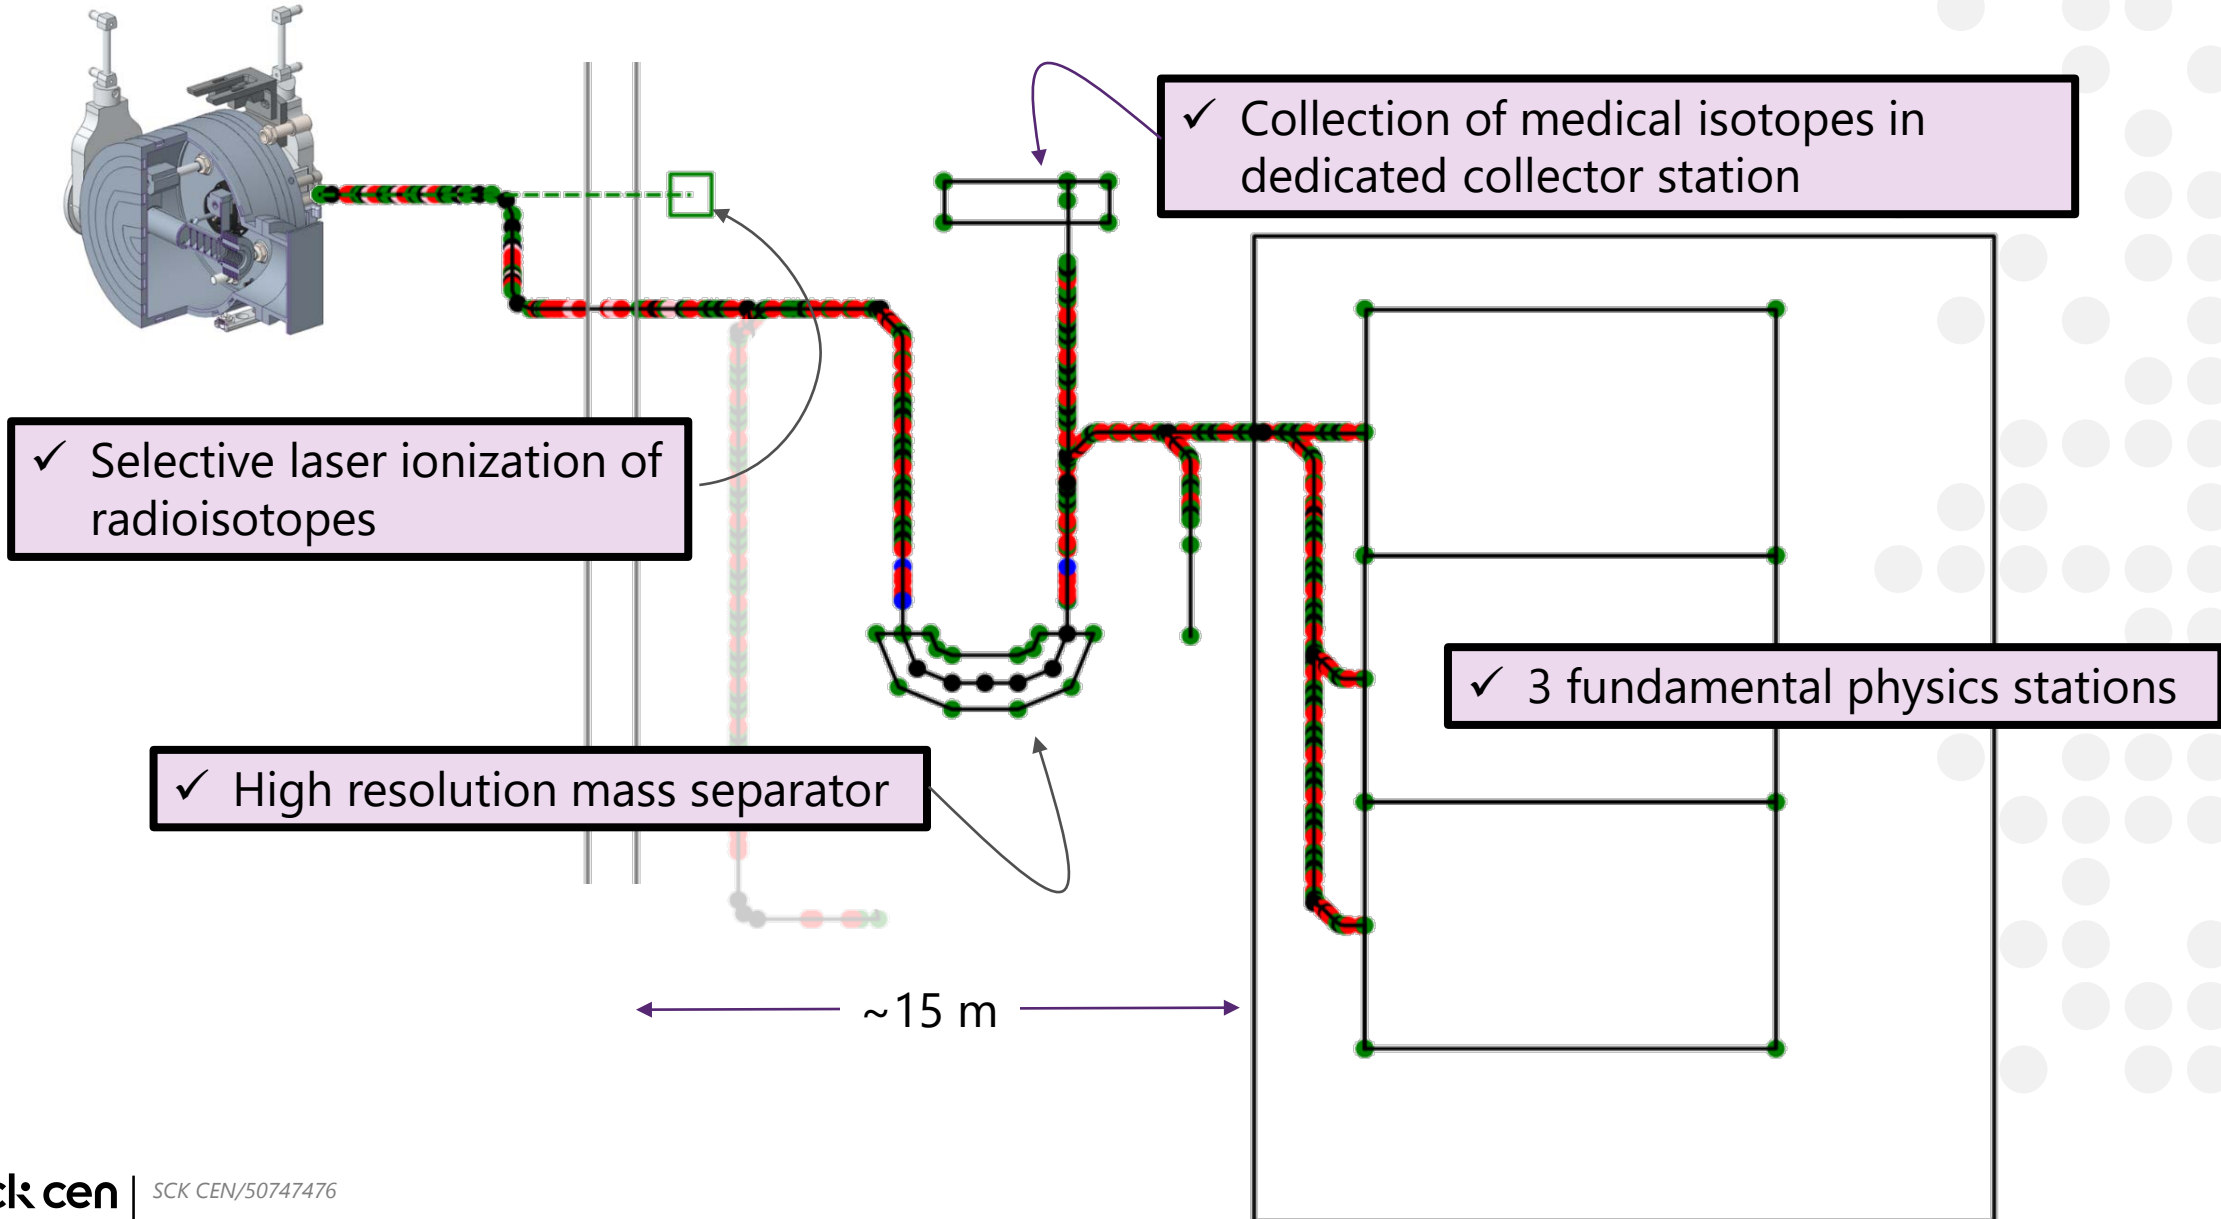 ✓ Collection of medical isotopes in
dedicated collector station
✓ Selective laser ionization of
radioisotopes
✓ 3 fundamental physics stations
✓ High resolution mass separator
~15 m
ck cen
SCK CEN/50747476